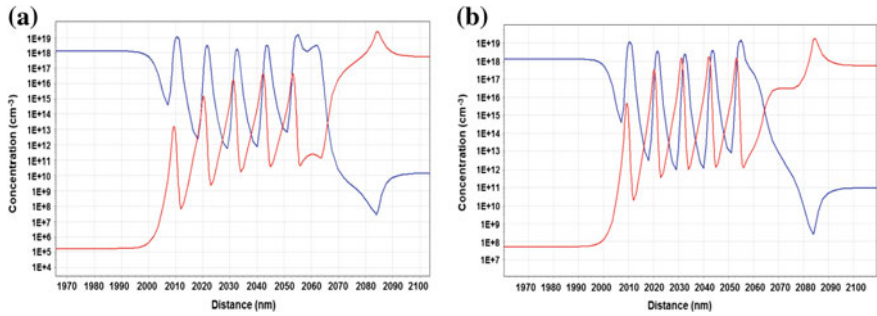 (a)
1E+19
1E+18
1E+17
1E+16
1E+15
1E+14
1E+13
1E+12
1E+11
1E+10
1E+9
1E+8
1E+7
1E+6
1E+5
1E+4
Concentration (cm-3)
1970 1980 1990 2000 2010 2020 2030 2040 2050 2060 2070 2080 2090 2100
Distance (nm)
(b)
1E+19
1E+18
1E+17
1E+16
1E+15
1E+14
1E+13
1E+12
1E+11
1E+10
1E+9
1E+8
1E+7
Concentration (cm-3)
1970 1980 1990 2000 2010 2020 2030 2040 2050 2060 2070 2080 2090 2100
Distance (nm)